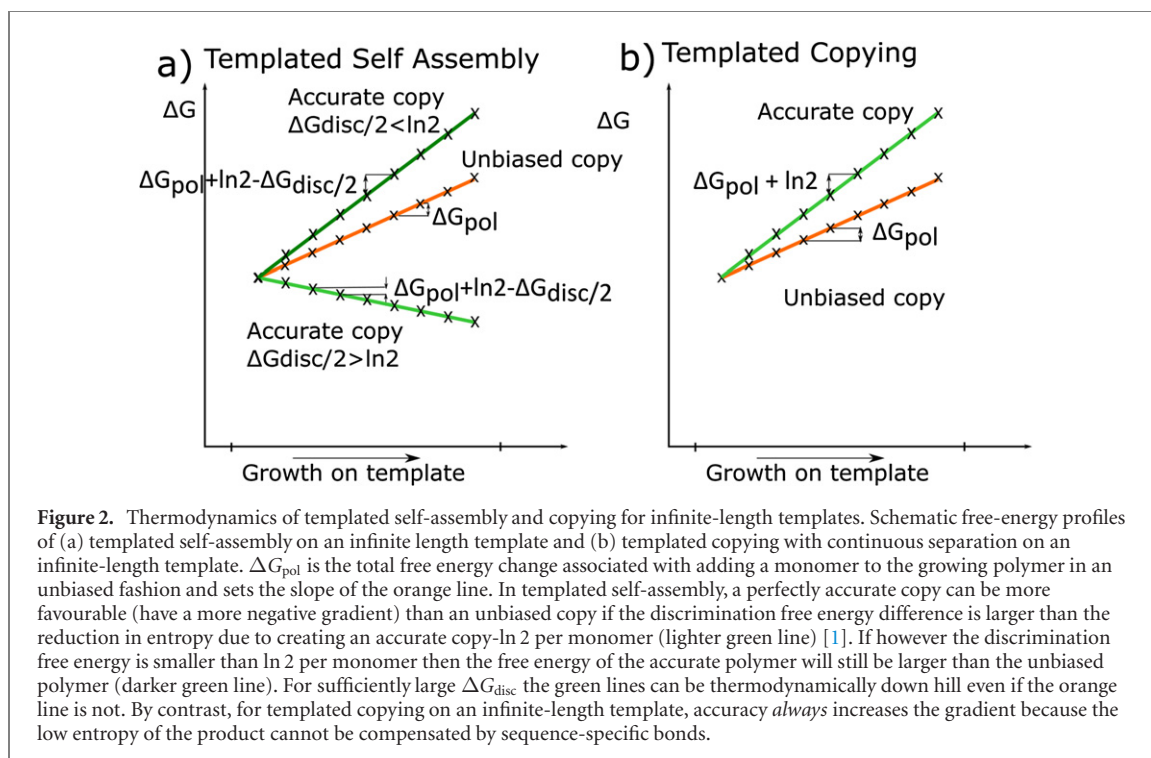 a) Templated Self Assembly
ΔG
Accurate copy
ΔGdisc/2<ln2
Unbiased copy
ΔGpol+ln2-ΔGdisc/2
ΔGpol
ΔGpol+ln2-ΔGdisc/2
Accurate copy
ΔGdisc/2>ln2
Growth on template
b) Templated Copying
ΔG
Accurate copy
ΔGpol + ln2
ΔGpol
Unbiased copy
Growth on template
Figure 2. Thermodynamics of templated self-assembly and copying for infinite-length templates. Schematic free-energy profiles
of (a) templated self-assembly on an infinite length template and (b) templated copying with continuous separation on an
infinite-length template. ΔGpol is the total free energy change associated with adding a monomer to the growing polymer in an
unbiased fashion and sets the slope of the orange line. In templated self-assembly, a perfectly accurate copy can be more
favourable (have a more negative gradient) than an unbiased copy if the discrimination free energy difference is larger than the
reduction in entropy due to creating an accurate copy-ln 2 per monomer (lighter green line) [1]. If however the discrimination
free energy is smaller than ln 2 per monomer then the free energy of the accurate polymer will still be larger than the unbiased
polymer (darker green line). For sufficiently large ΔGdisc the green lines can be thermodynamically down hill even if the orange
line is not. By contrast, for templated copying on an infinite-length template, accuracy always increases the gradient because the
low entropy of the product cannot be compensated by sequence-specific bonds.